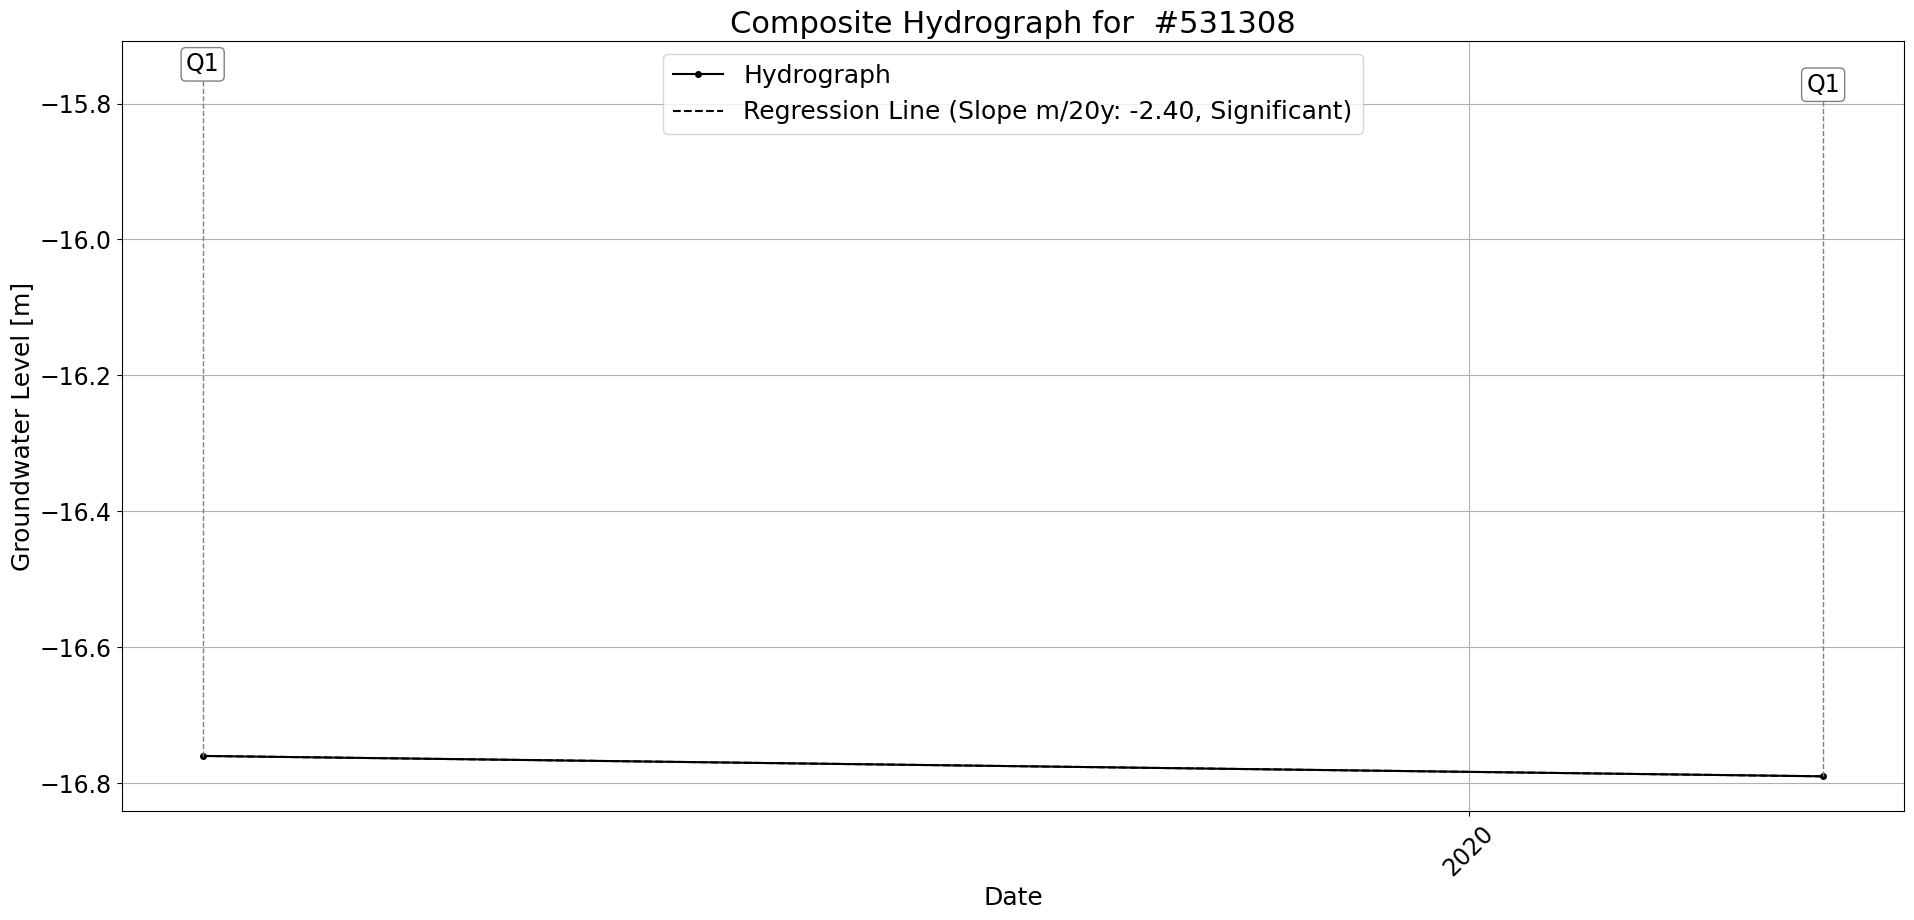 Composite Hydrograph for  #531308
Q1
Q1
Hydrograph
Regression Line (Slope m/20y: -2.40, Significant)
Groundwater Level [m]
−15.8
−16.0
−16.2
−16.4
−16.6
−16.8
2020
Date